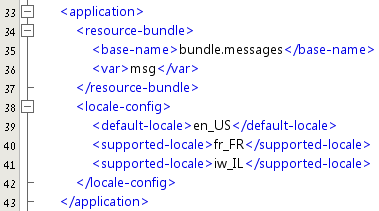 33 <application>
34 <resource-bundle>
35 <base-name>bundle.messages</base-name>
36 <var>msg</var>
37 </resource-bundle>
38 <locale-config>
39 <default-locale>en_US</default-locale>
40 <supported-locale>fr_FR</supported-locale>
41 <supported-locale>iw_IL</supported-locale>
42 </locale-config>
43 </application>